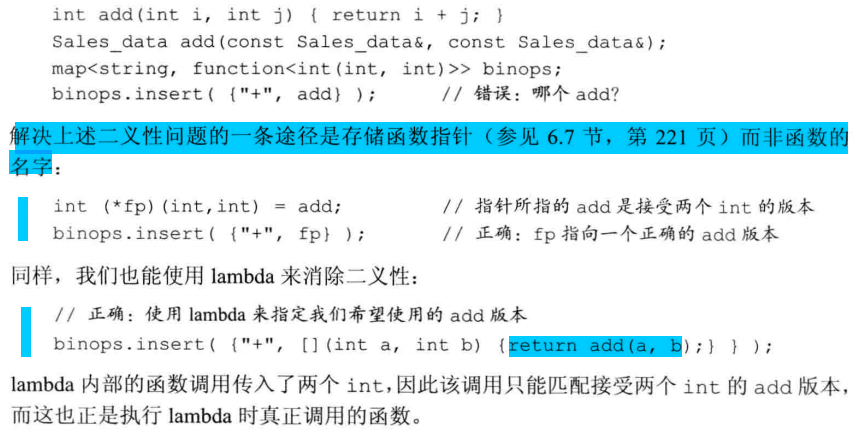 int add(int i, int j) { return i + j; }
Sales_data add(const Sales_data&, const Sales_data&);
map<string, function<int(int, int)>> binops;
binops.insert( {"+", add} ); // 错误：哪个 add?
解决上述二义性问题的一条途径是存储函数指针（参见 6.7 节，第 221 页）而非函数的
名字：
int (*fp)(int,int) = add; // 指针所指的 add 是接受两个 int 的版本
binops.insert( {"+", fp} ); // 正确：fp 指向一个正确的 add 版本
同样，我们也能使用 lambda 来消除二义性：
// 正确：使用 lambda 来指定我们希望使用的 add 版本
binops.insert( {"+", [](int a, int b) {return add(a, b);} } );
lambda 内部的函数调用传入了两个 int,因此该调用只能匹配接受两个 int 的 add 版本，
而这也正是执行 lambda 时真正调用的函数。